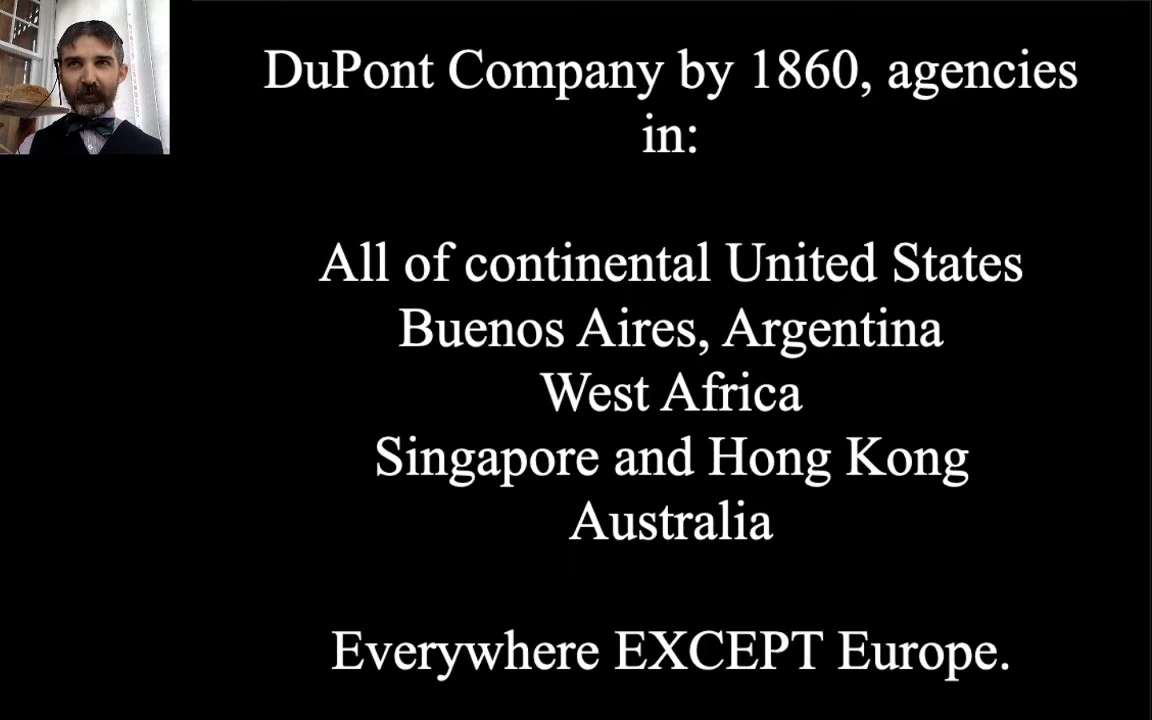 DuPont Company by 1860, agencies
in:
All of continental United States
Buenos Aires, Argentina
West Africa
Singapore and Hong Kong
Australia
Everywhere EXCEPT Europe.